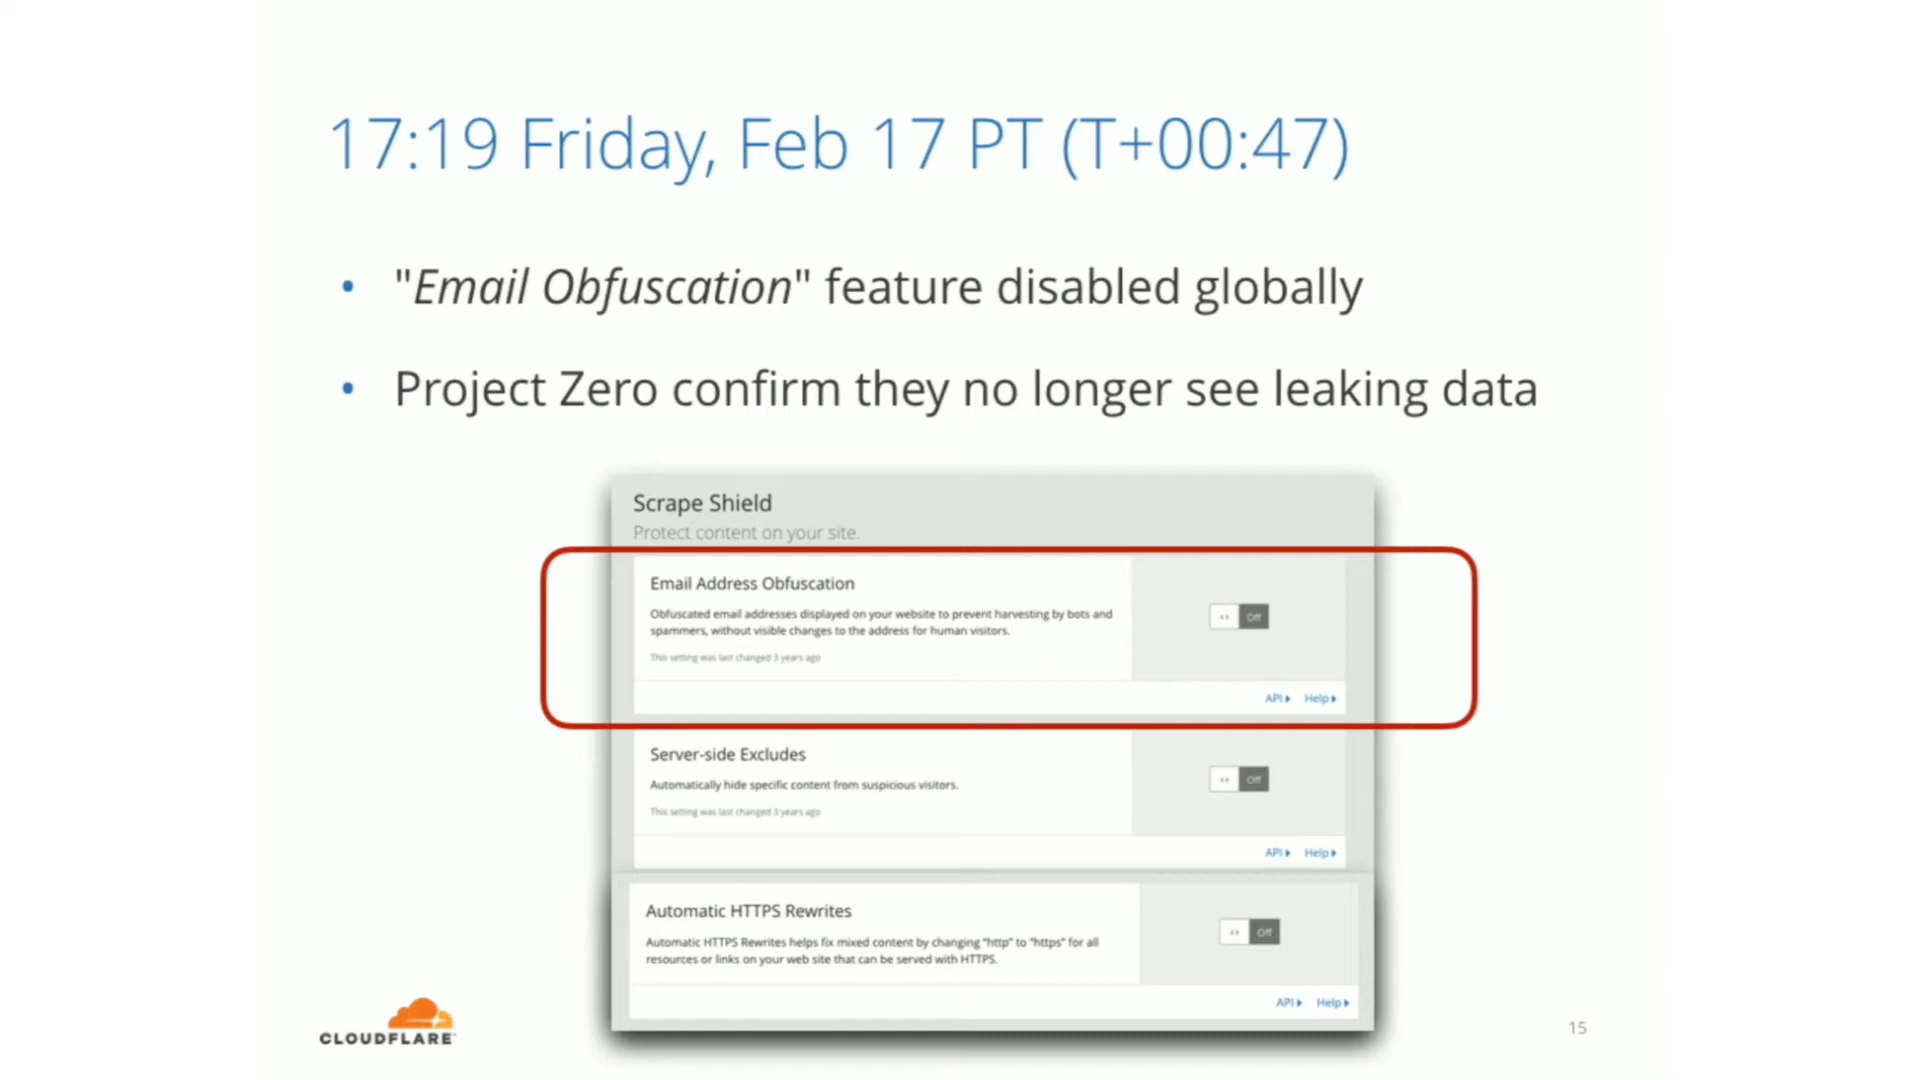 17:19 Friday, Feb 17 PT (T+00:47)
• "Email Obfuscation" feature disabled globally
• Project Zero confirm they no longer see leaking data
Scrape Shield
Protect content on your site.
Email Address Obfuscation
Obfuscated email addresses displayed on your website to prevent harvesting by bots and
spammers, without visible changes to the address for human visitors.
Off
This setting was last changed 3 years ago
API Help
Server-side Excludes
Automatically hide specific content from suspicious visitors.
Off
This setting was last changed 3 years ago
API Help
Automatic HTTPS Rewrites
Automatic HTTPS Rewrites helps fix mixed content by changing "http" to "https" for all
resources or links on your web site that can be served with HTTPS.
Off
API Help
CLOUDFLARE
15